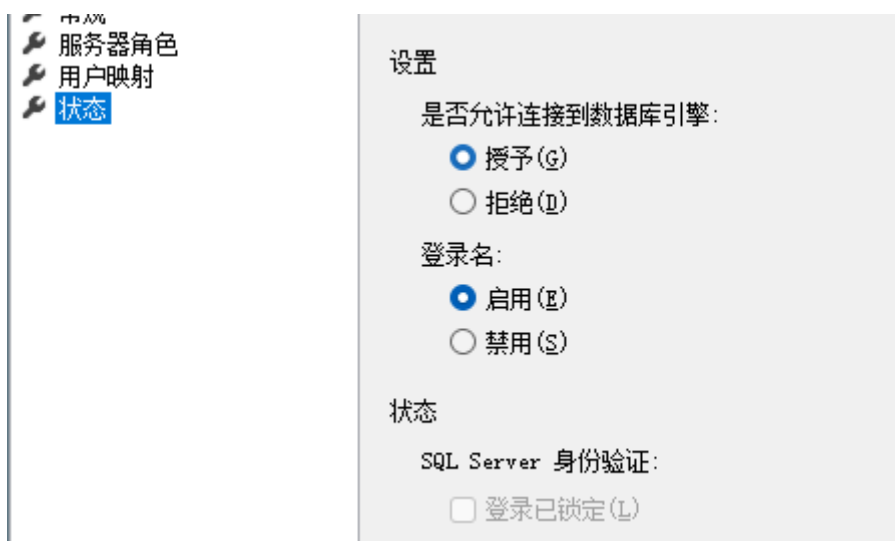 常规
服务器角色
用户映射
状态
设置
是否允许连接到数据库引擎:
授予(G)
拒绝(D)
登录名:
启用(E)
禁用(S)
状态
SQL Server 身份验证:
登录已锁定(L)